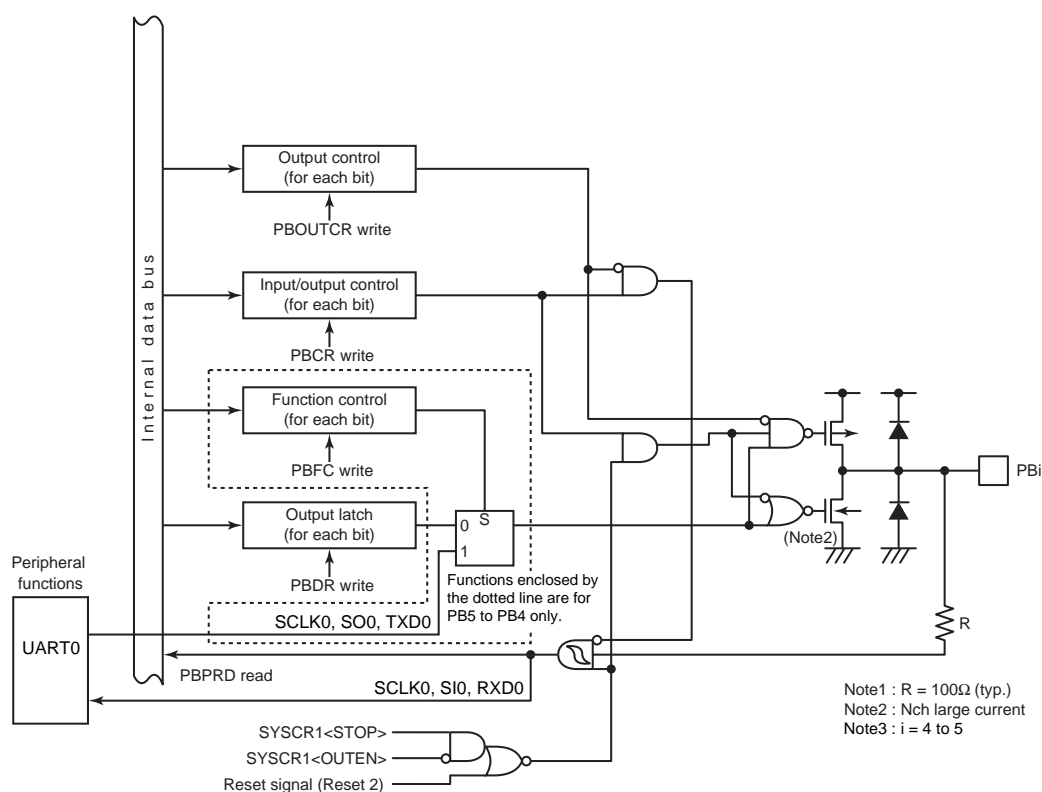 Output control
(for each bit)
PBOUTCR write
Internal data bus
Input/output control
(for each bit)
PBCR write
Function control
(for each bit)
PBFC write
Output latch
(for each bit)
PBDR write
0
S
1
PBi
(Note2)
Functions enclosed by
the dotted line are for
PB5 to PB4 only.
Peripheral
functions
UART0
SCLK0, SO0, TXD0
R
PBPRD read
SCLK0, SI0, RXD0
Note1 : R = 100Ω (typ.)
Note2 : Nch large current
Note3 : i = 4 to 5
SYSCR1<STOP>
SYSCR1<OUTEN>
Reset signal (Reset 2)